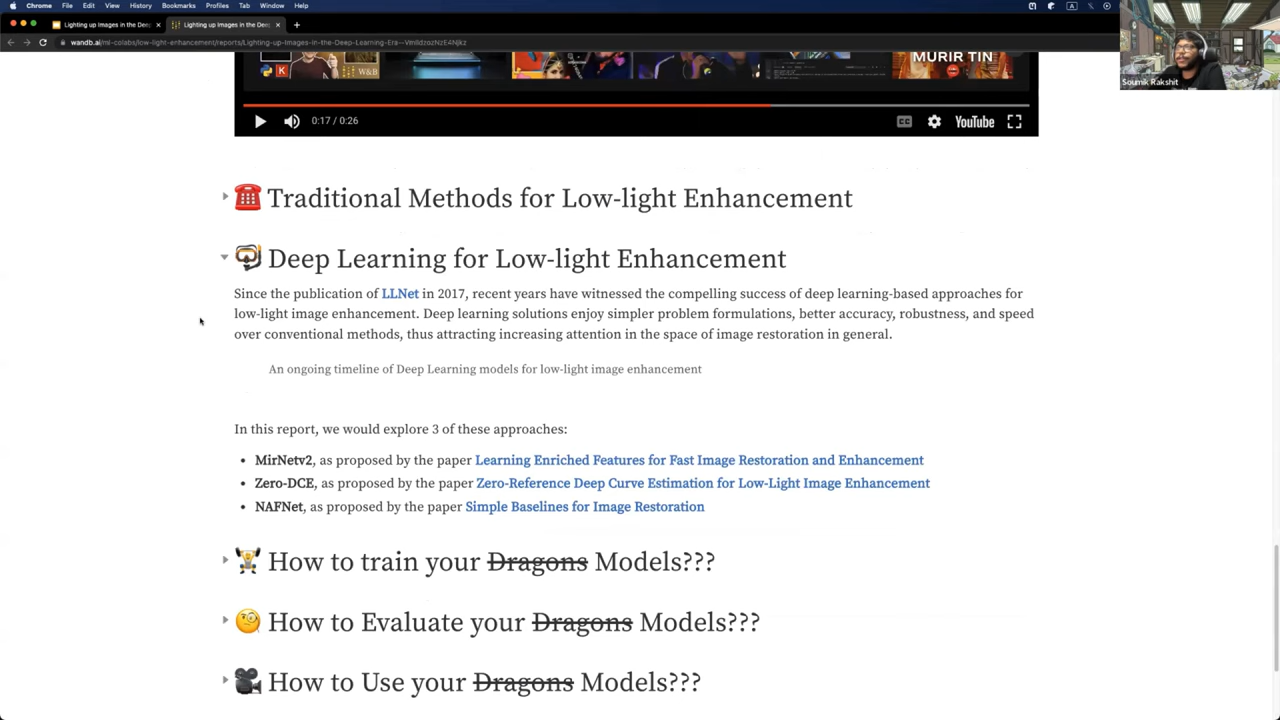 Chrome File Edit View History Bookmarks Profiles Tab Window Help
Lighting up Images in the Deep
Lighting up Images in the Deep
wandb.ai/ml-colabs/low-light-enhancement/reports/Lighting-up-Images-in-the-Deep-Learning-Era--VmlldzozNzE4Njkz
Soumik Rakshit
W&B
MURIR TIN
0:17 / 0:26
YouTube
Traditional Methods for Low-light Enhancement
Deep Learning for Low-light Enhancement
Since the publication of LLNet in 2017, recent years have witnessed the compelling success of deep learning-based approaches for
low-light image enhancement. Deep learning solutions enjoy simpler problem formulations, better accuracy, robustness, and speed
over conventional methods, thus attracting increasing attention in the space of image restoration in general.
An ongoing timeline of Deep Learning models for low-light image enhancement
In this report, we would explore 3 of these approaches:
• MirNetv2, as proposed by the paper Learning Enriched Features for Fast Image Restoration and Enhancement
• Zero-DCE, as proposed by the paper Zero-Reference Deep Curve Estimation for Low-Light Image Enhancement
• NAFNet, as proposed by the paper Simple Baselines for Image Restoration
How to train your Dragons Models???
How to Evaluate your Dragons Models???
How to Use your Dragons Models???